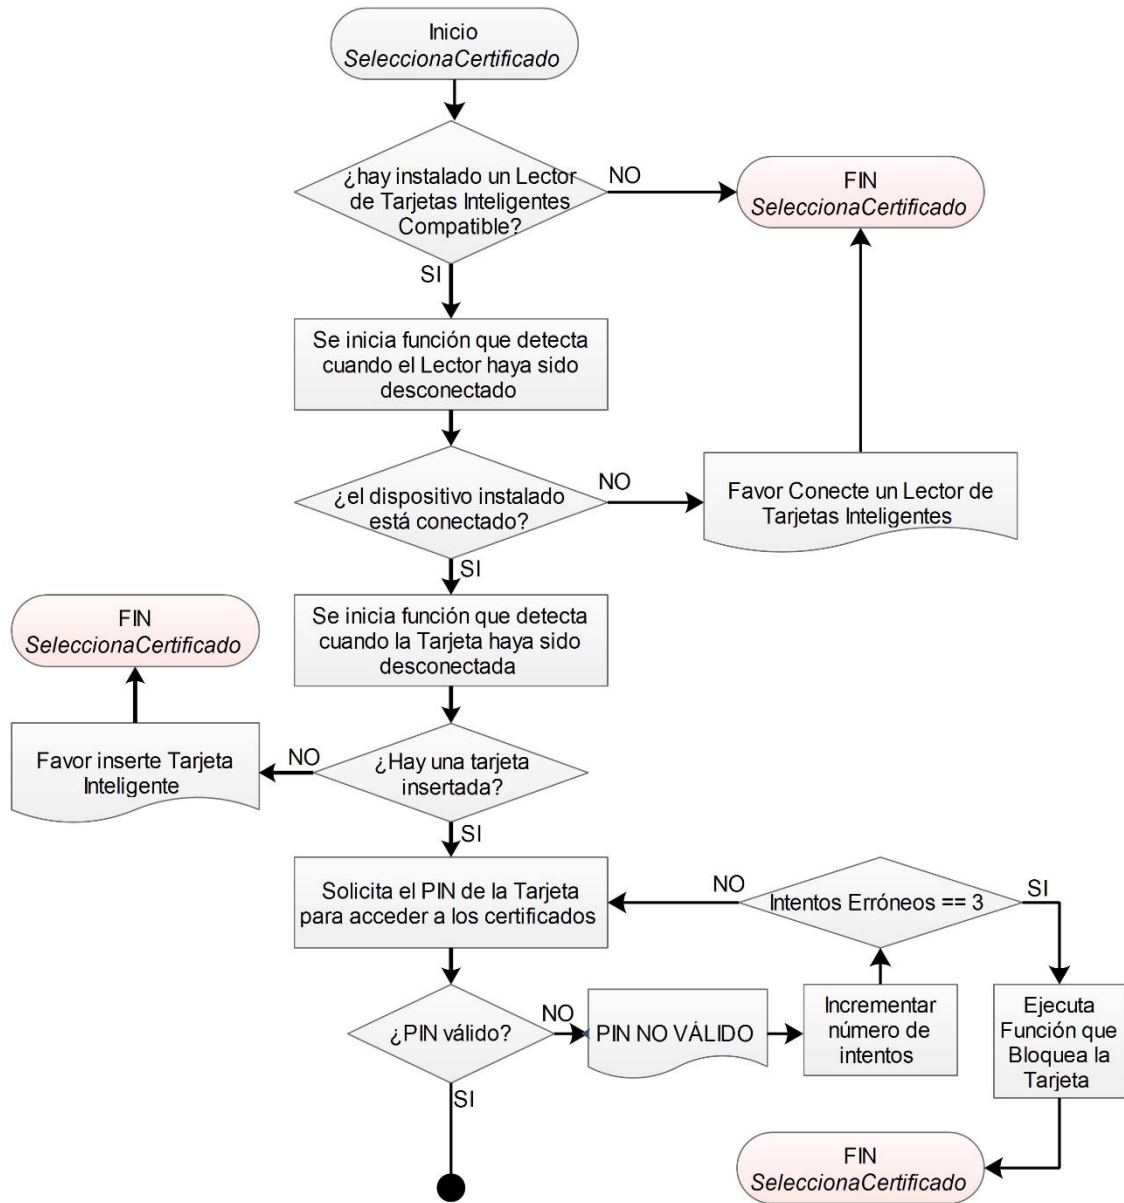 Inicio
SeleccionaCertificado
¿hay instalado un Lector
de Tarjetas Inteligentes
Compatible?
NO
FIN
SeleccionaCertificado
SI
Se inicia función que detecta
cuando el Lector haya sido
desconectado
¿el dispositivo instalado
está conectado?
NO
Favor Conecte un Lector de
Tarjetas Inteligentes
SI
Se inicia función que detecta
cuando la Tarjeta haya sido
desconectada
FIN
SeleccionaCertificado
¿Hay una tarjeta
insertada?
NO
Favor inserte Tarjeta
Inteligente
SI
Solicita el PIN de la Tarjeta
para acceder a los certificados
NO
Intentos Erróneos == 3
SI
¿PIN válido?
NO
PIN NO VÁLIDO
Incrementar
número de
intentos
Ejecuta
Función que
Bloquea la
Tarjeta
SI
FIN
SeleccionaCertificado